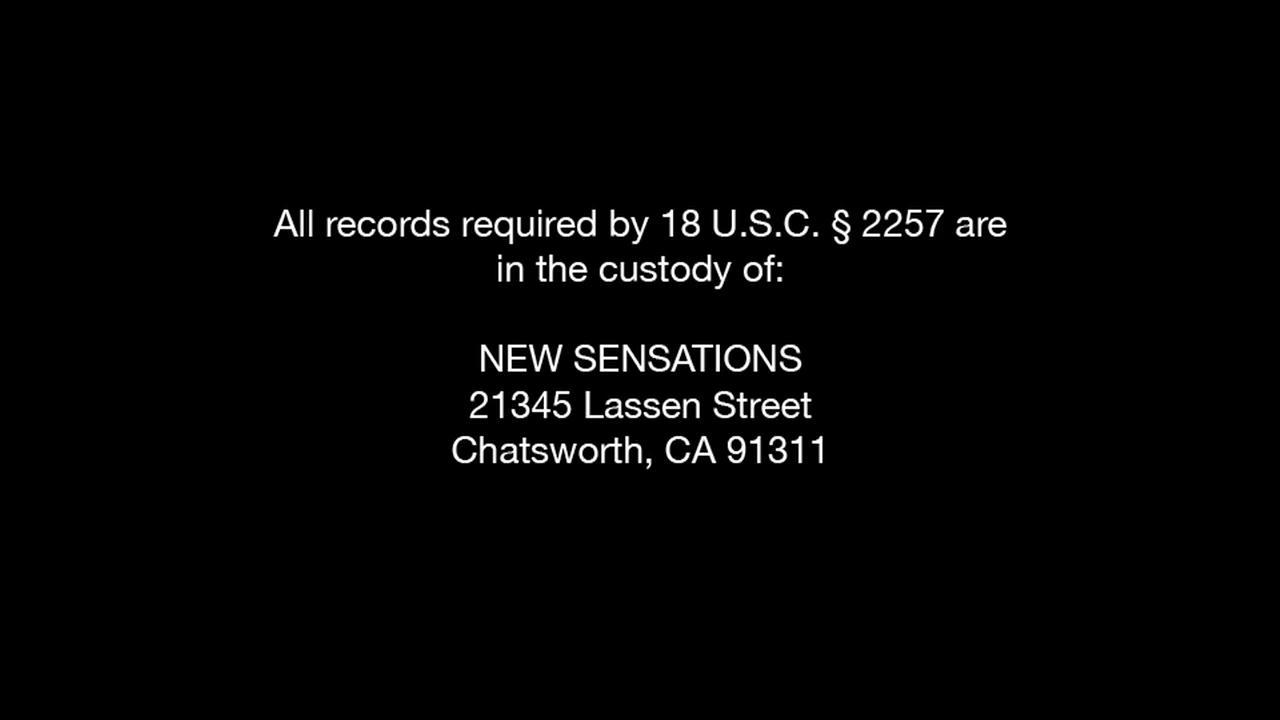 All records required by 18 U.S.C. § 2257 are
in the custody of:
NEW SENSATIONS
21345 Lassen Street
Chatsworth, CA 91311